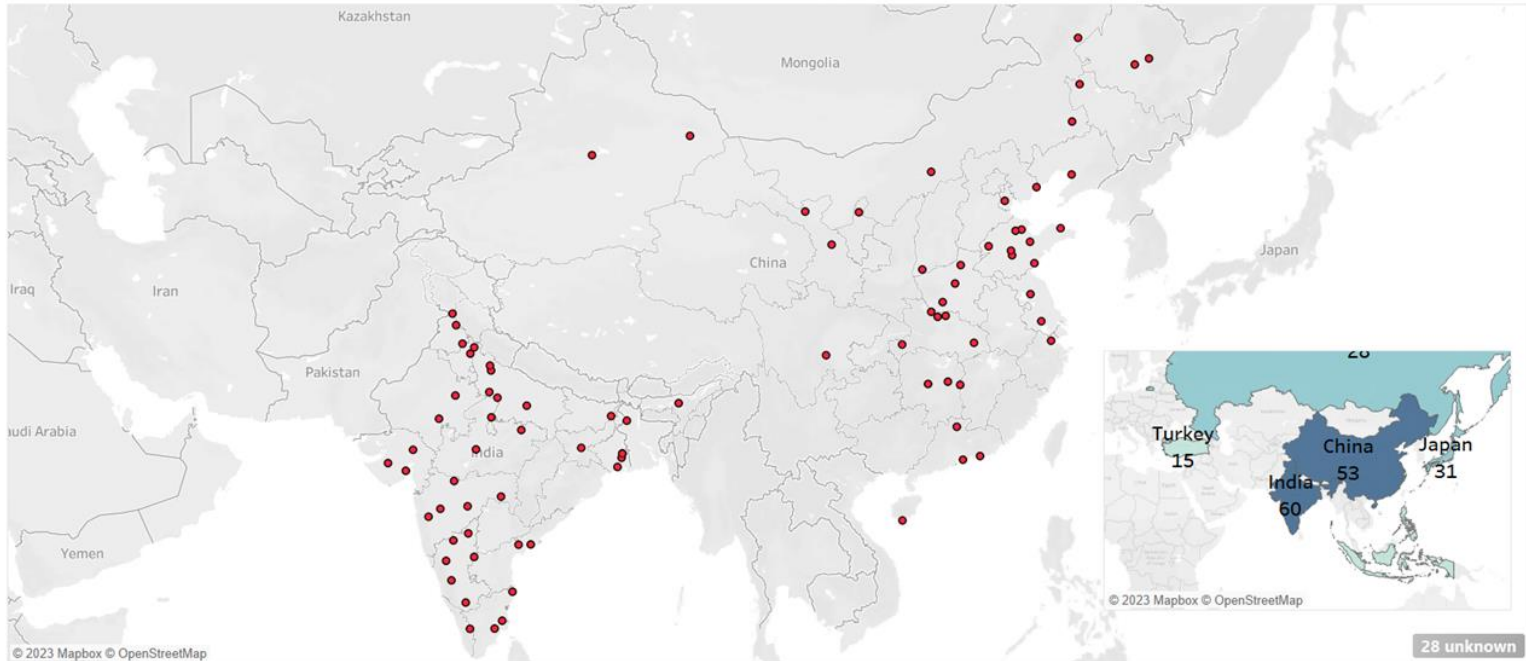 Kazakhstan
Mongolia
China
Japan
Iraq
Iran
Pakistan
audi Arabia
India
Yemen
28
Turkey
15
China
53
Japan
31
India
60
© 2023 Mapbox © OpenStreetMap
28 unknown
© 2023 Mapbox © OpenStreetMap